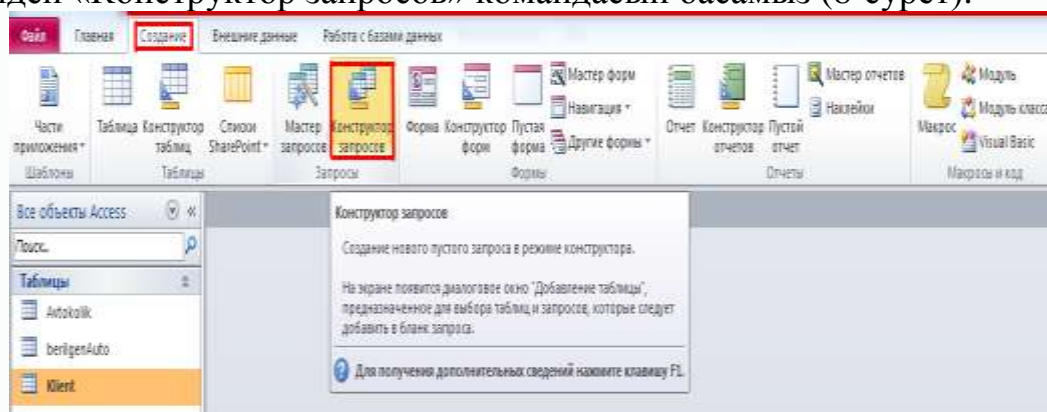 «Конструктор запросов» командасын басамыз (8-сурет).
Файл Главная Создание Внешние данные Работа с базами данных
Части приложения Таблица Конструктор таблиц Списки SharePoint Мастер запросов Конструктор запросов Форма Конструктор форм Пустая форма Мастер форм Навигация Другие формы Отчет Конструктор отчетов Пустой отчет Мастер отчетов Наклейки Макрос Модуль Модуль класса Visual Basic
Шаблоны Таблицы Запросы Формы Отчеты Макросы и код
Все объекты Access
Поиск...
Таблицы
Avtokolik
berilgenAuto
Klient
Конструктор запросов
Создание нового пустого запроса в режиме конструктора.
На экране появится диалоговое окно "Добавление таблицы",
предназначенное для выбора таблиц и запросов, которые следует
добавить в бланк запроса.
Для получения дополнительных сведений нажмите клавишу F1.